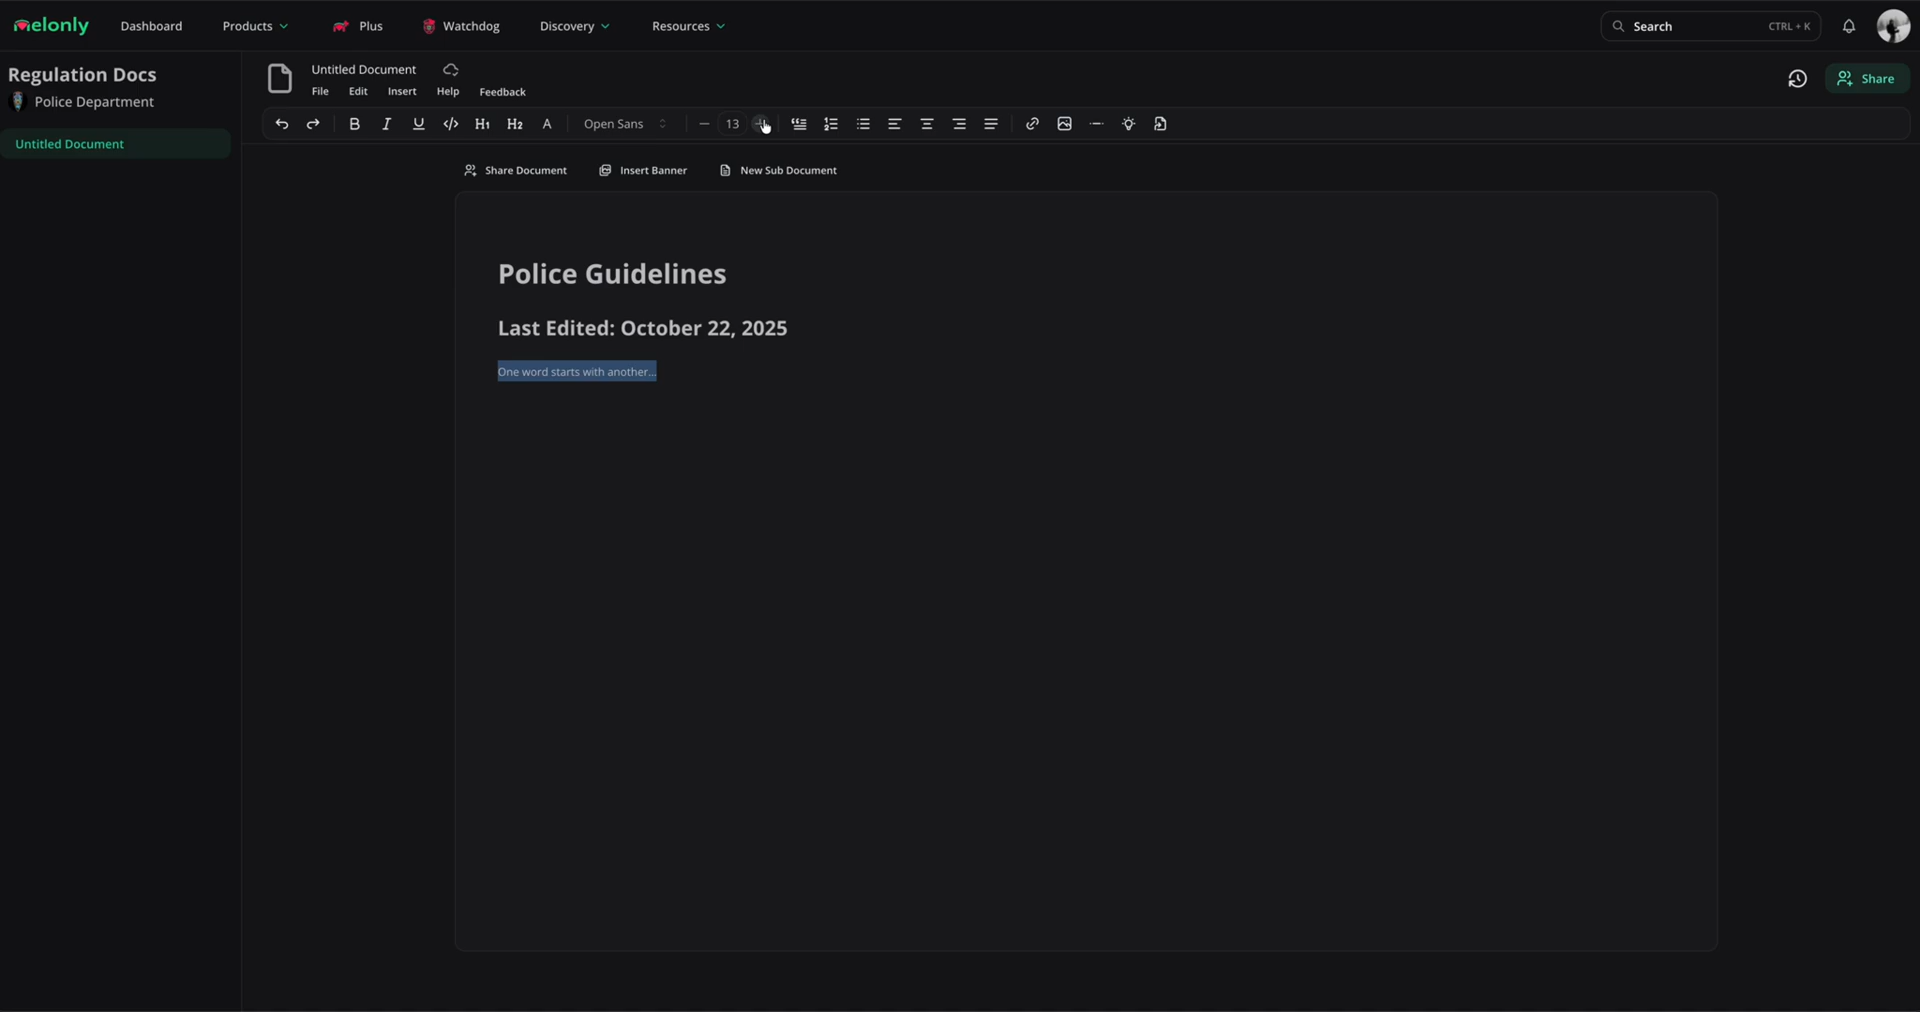 melonly Dashboard Products Plus Watchdog Discovery Resources Search CTRL + K
Regulation Docs
Police Department
Untitled Document
Untitled Document
File Edit Insert Help Feedback
Share
B I U </> H1 H2 A Open Sans 13
Share Document Insert Banner New Sub Document
Police Guidelines
Last Edited: October 22, 2025
One word starts with another...